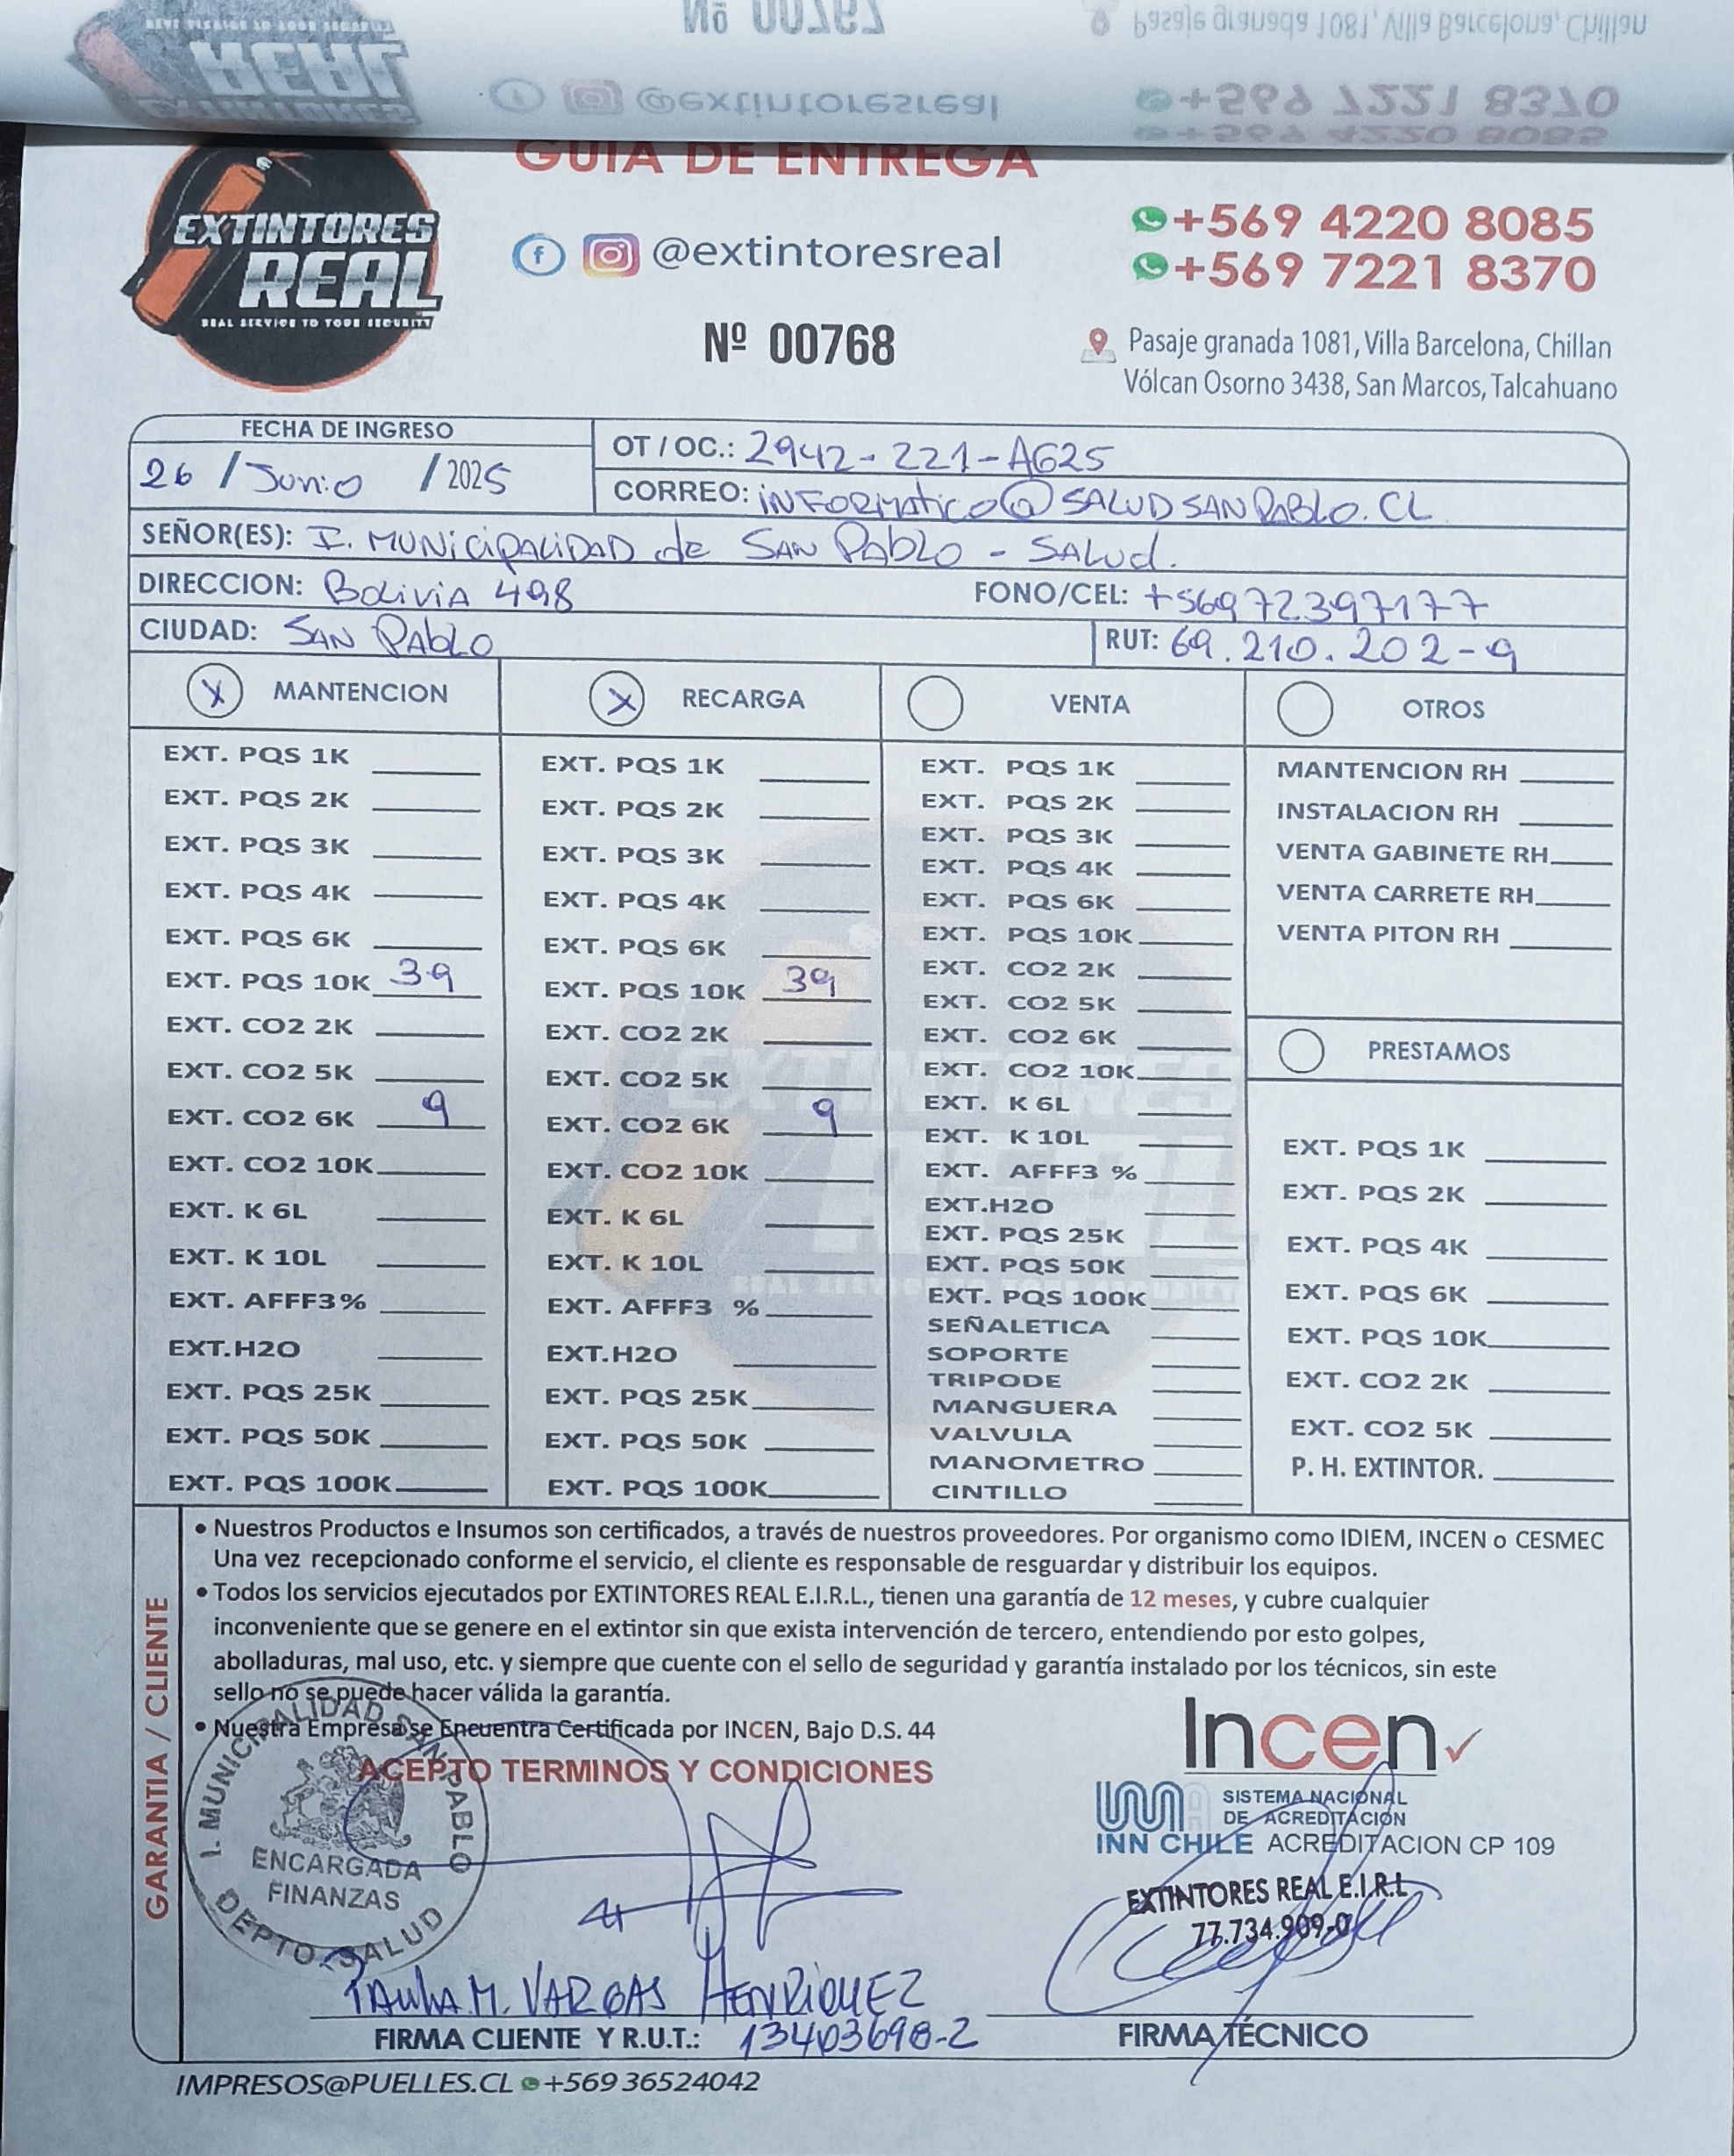 Nº 00767
Pasaje granada 1081, Villa Barcelona, Chillan
@extintoresreal
+569 7221 8370
+569 4220 8085
GUIA DE ENTREGA
EXTINTORES
REAL
REAL SERVICE TO YOUR SECURITY
@extintoresreal
+569 4220 8085
+569 7221 8370
Nº 00768
Pasaje granada 1081, Villa Barcelona, Chillan
Vólcan Osorno 3438, San Marcos, Talcahuano
FECHA DE INGRESO
26 / Junio / 2025
OT / OC.: 2942-221-AG25
CORREO: iNFORMAtico@SALUDSANPABLO.CL
SEÑOR(ES): I. MUNiCiPALiDAD de SAN PAbLO - SALUd.
DIRECCION: BoLiViA 498
FONO/CEL: +56972397177
CIUDAD: SAN PAbLO
RUT: 69.210.202-9
X MANTENCION
EXT. PQS 1K
EXT. PQS 2K
EXT. PQS 3K
EXT. PQS 4K
EXT. PQS 6K
EXT. PQS 10K 39
EXT. CO2 2K
EXT. CO2 5K
EXT. CO2 6K 9
EXT. CO2 10K
EXT. K 6L
EXT. K 10L
EXT. AFFF3%
EXT.H2O
EXT. PQS 25K
EXT. PQS 50K
EXT. PQS 100K
X RECARGA
EXT. PQS 1K
EXT. PQS 2K
EXT. PQS 3K
EXT. PQS 4K
EXT. PQS 6K
EXT. PQS 10K 39
EXT. CO2 2K
EXT. CO2 5K
EXT. CO2 6K 9
EXT. CO2 10K
EXT. K 6L
EXT. K 10L
EXT. AFFF3 %
EXT.H2O
EXT. PQS 25K
EXT. PQS 50K
EXT. PQS 100K
VENTA
EXT. PQS 1K
EXT. PQS 2K
EXT. PQS 3K
EXT. PQS 4K
EXT. PQS 6K
EXT. PQS 10K
EXT. CO2 2K
EXT. CO2 5K
EXT. CO2 6K
EXT. CO2 10K
EXT. K 6L
EXT. K 10L
EXT. AFFF3 %
EXT.H2O
EXT. PQS 25K
EXT. PQS 50K
EXT. PQS 100K
SEÑALETICA
SOPORTE
TRIPODE
MANGUERA
VALVULA
MANOMETRO
CINTILLO
OTROS
MANTENCION RH
INSTALACION RH
VENTA GABINETE RH
VENTA CARRETE RH
VENTA PITON RH
PRESTAMOS
EXT. PQS 1K
EXT. PQS 2K
EXT. PQS 4K
EXT. PQS 6K
EXT. PQS 10K
EXT. CO2 2K
EXT. CO2 5K
P. H. EXTINTOR.
GARANTIA / CLIENTE
• Nuestros Productos e Insumos son certificados, a través de nuestros proveedores. Por organismo como IDIEM, INCEN o CESMEC
Una vez recepcionado conforme el servicio, el cliente es responsable de resguardar y distribuir los equipos.
• Todos los servicios ejecutados por EXTINTORES REAL E.I.R.L., tienen una garantía de 12 meses, y cubre cualquier
inconveniente que se genere en el extintor sin que exista intervención de tercero, entendiendo por esto golpes,
abolladuras, mal uso, etc. y siempre que cuente con el sello de seguridad y garantía instalado por los técnicos, sin este
sello no se puede hacer válida la garantía.
• Nuestra Empresa se Encuentra Certificada por INCEN, Bajo D.S. 44
ACEPTO TERMINOS Y CONDICIONES
I. MUNICIPALIDAD SAN PABLO
ENCARGADA
FINANZAS
DEPTO. SALUD
Incen
INN CHILE
SISTEMA NACIONAL
DE ACREDITACIÓN
ACREDITACION CP 109
EXTINTORES REAL E.I.R.L
77.734.909-0
PAULA M. VARGAS HENRIQUEZ
FIRMA CLIENTE Y R.U.T.: 13403698-2
FIRMA TÉCNICO
IMPRESOS@PUELLES.CL +569 36524042